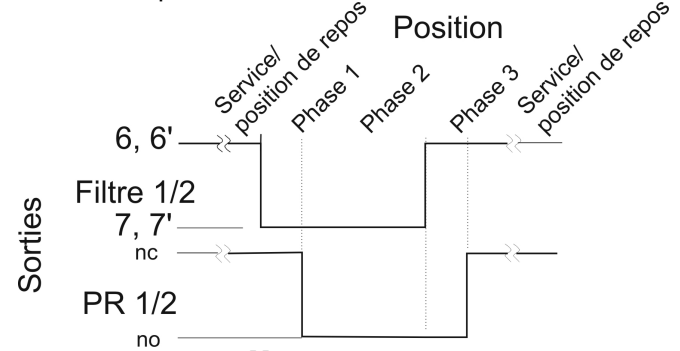 Position
Service/
position de repos
Phase 1
Phase 2
Phase 3
Service/
position de repos
6, 6'
Filtre 1/2
7, 7'
Sorties
nc
PR 1/2
no